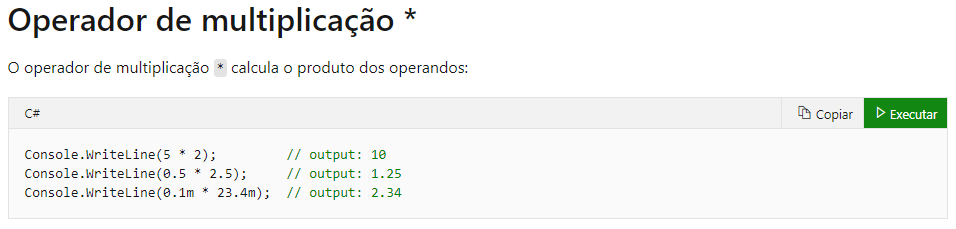 Operador de multiplicação *
O operador de multiplicação * calcula o produto dos operandos:
C# Copiar Executar
Console.WriteLine(5 * 2);         // output: 10
Console.WriteLine(0.5 * 2.5);     // output: 1.25
Console.WriteLine(0.1m * 23.4m);  // output: 2.34